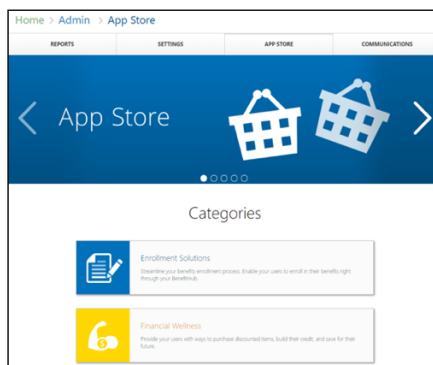 Home > Admin > App Store
REPORTS SETTINGS APP STORE COMMUNICATIONS
App Store
Categories
Enrollment Solutions
Streamline your benefits enrollment process. Enable your users to enroll in their benefits right
through your BenefitHub.
Financial Wellness
Provide your users with ways to purchase discounted items, build their credit, and save for their
future.